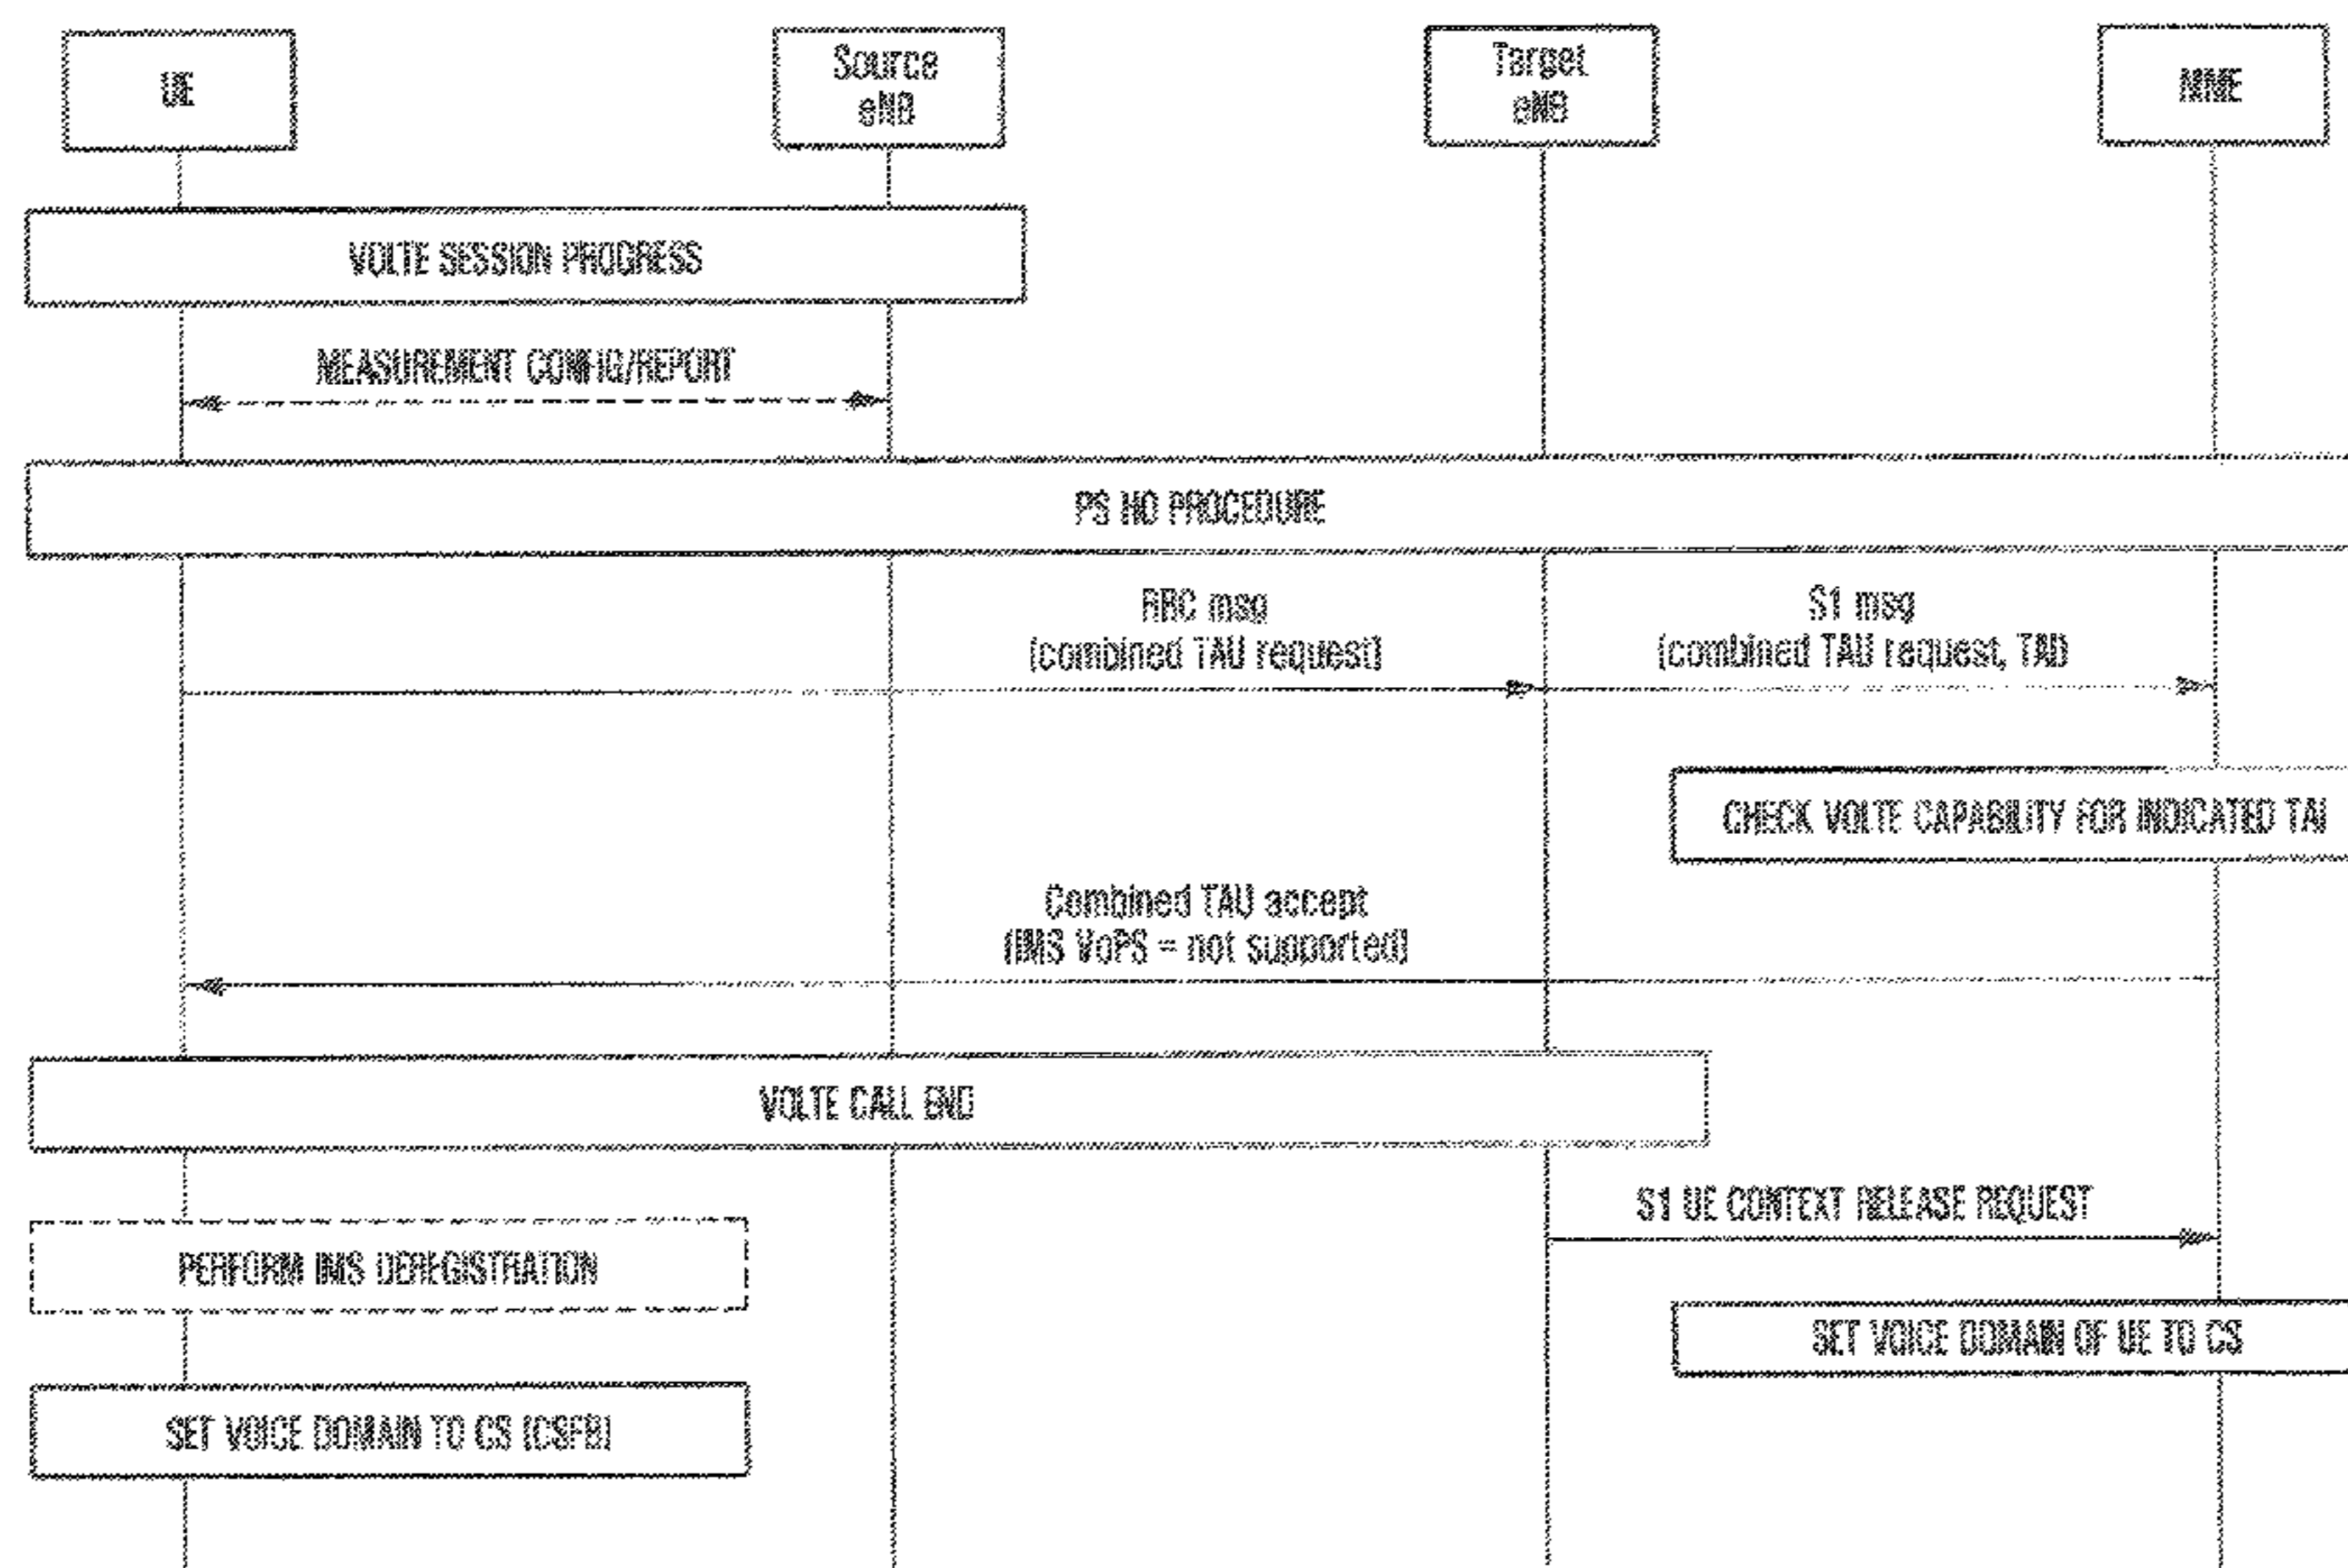 UE
Source
eNB
Target
eNB
MME
VOLTE SESSION PROGRESS
MEASUREMENT CONFIG/REPORT
PS HO PROCEDURE
RRC msg
(combined TAU request)
S1 msg
(combined TAU request, TAI)
CHECK VOLTE CAPABILITY FOR INDICATED TAI
Combined TAU accept
(IMS VoPS = not supported)
VOLTE CALL END
S1 UE CONTEXT RELEASE REQUEST
PERFORM IMS DEREGISTRATION
SET VOICE DOMAIN OF UE TO CS
SET VOICE DOMAIN TO CS (CSFB)